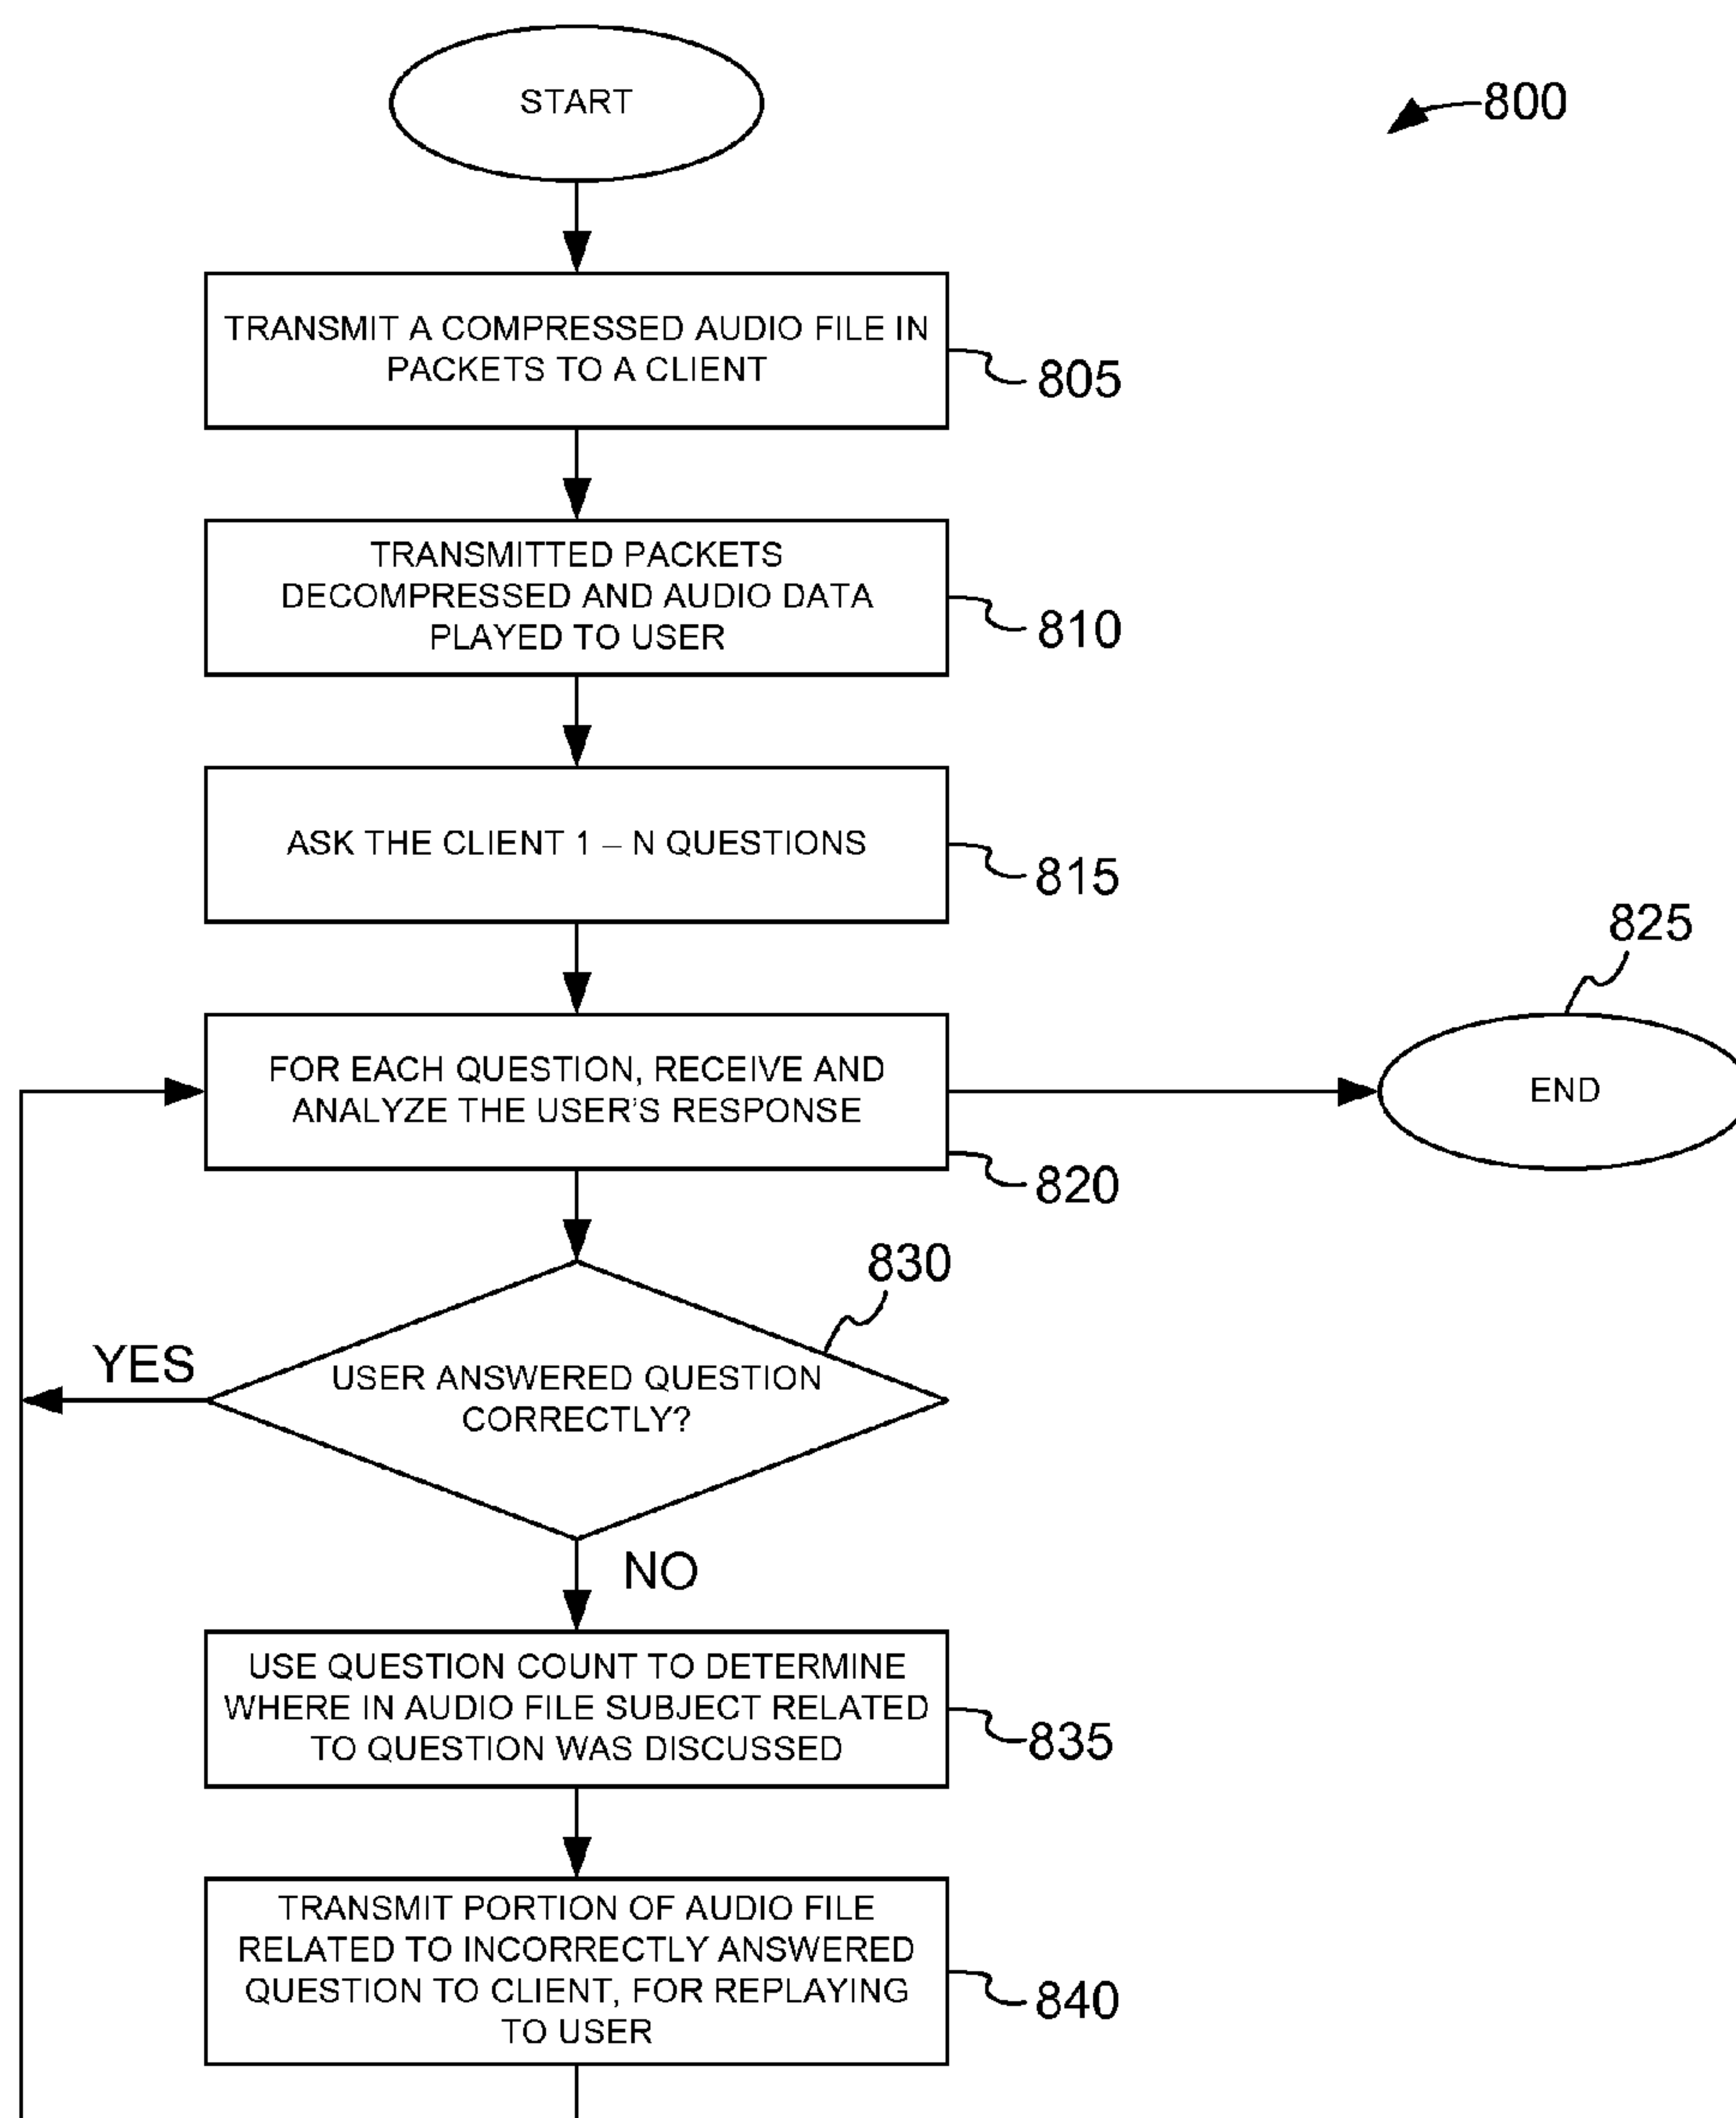 START
800
TRANSMIT A COMPRESSED AUDIO FILE IN
PACKETS TO A CLIENT
805
TRANSMITTED PACKETS
DECOMPRESSED AND AUDIO DATA
PLAYED TO USER
810
ASK THE CLIENT 1 – N QUESTIONS
815
825
FOR EACH QUESTION, RECEIVE AND
ANALYZE THE USER'S RESPONSE
END
820
830
YES
USER ANSWERED QUESTION
CORRECTLY?
NO
USE QUESTION COUNT TO DETERMINE
WHERE IN AUDIO FILE SUBJECT RELATED
TO QUESTION WAS DISCUSSED
835
TRANSMIT PORTION OF AUDIO FILE
RELATED TO INCORRECTLY ANSWERED
QUESTION TO CLIENT, FOR REPLAYING
TO USER
840